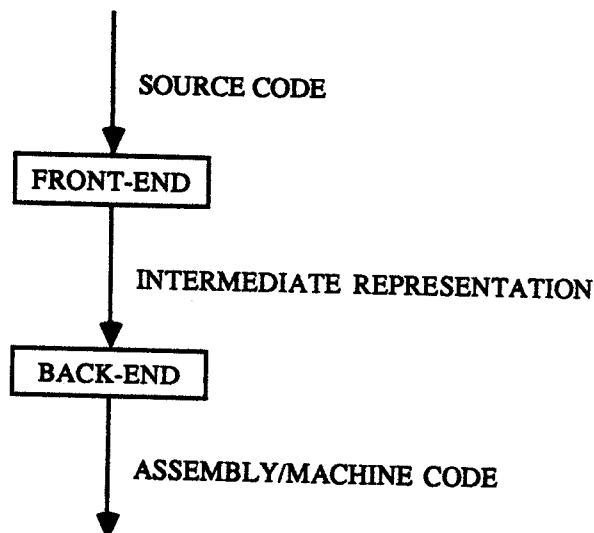 SOURCE CODE
FRONT-END
INTERMEDIATE REPRESENTATION
BACK-END
ASSEMBLY/MACHINE CODE